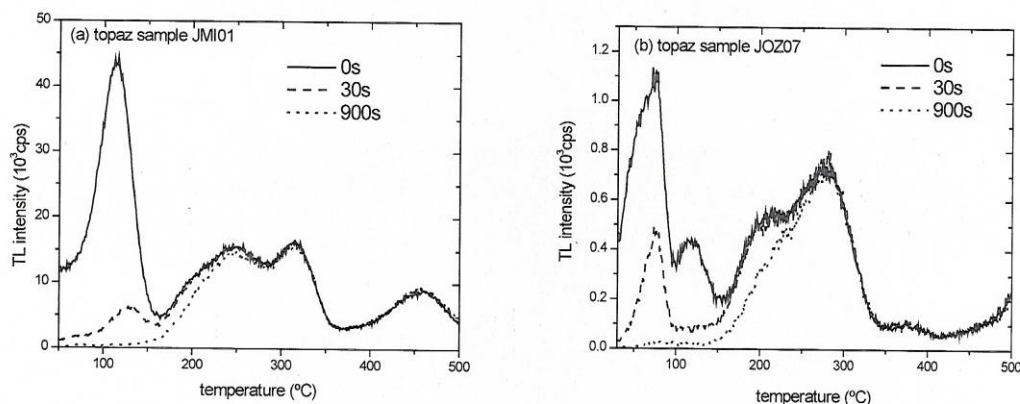 (a) topaz sample JMI01
0s
30s
900s
50
40
30
20
10
0
TL intensity (10³cps)
100 200 300 400 500
temperature (ºC)
(b) topaz sample JOZ07
0s
30s
900s
1.2
1.0
0.8
0.6
0.4
0.2
0.0
TL intensity (10³cps)
100 200 300 400 500
temperature (ºC)